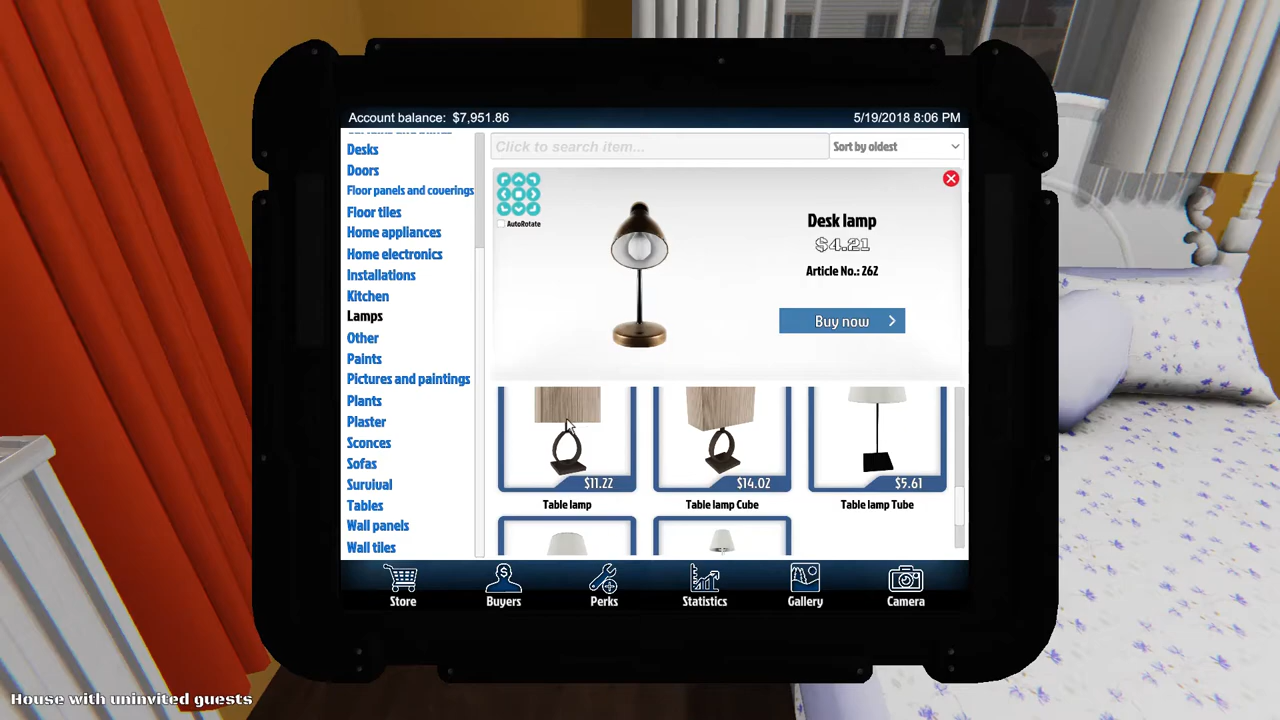 Account balance: $7,951.86
5/19/2018 8:06 PM
Desks
Doors
Floor panels and coverings
Floor tiles
Home appliances
Home electronics
Installations
Kitchen
Lamps
Other
Paints
Pictures and paintings
Plants
Plaster
Sconces
Sofas
Survival
Tables
Wall panels
Wall tiles
Click to search item...
Sort by oldest
AutoRotate
Desk lamp
$4.21
Article No.: 262
Buy now
$11.22
$14.02
$5.61
Table lamp
Table lamp Cube
Table lamp Tube
Store
Buyers
Perks
Statistics
Gallery
Camera
House with uninvited guests